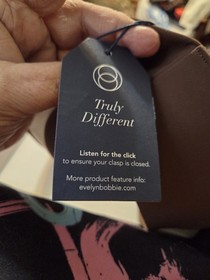 Truly
Different
Listen for the click
to ensure your clasp is closed.
More product feature info:
evelynbobbie.com